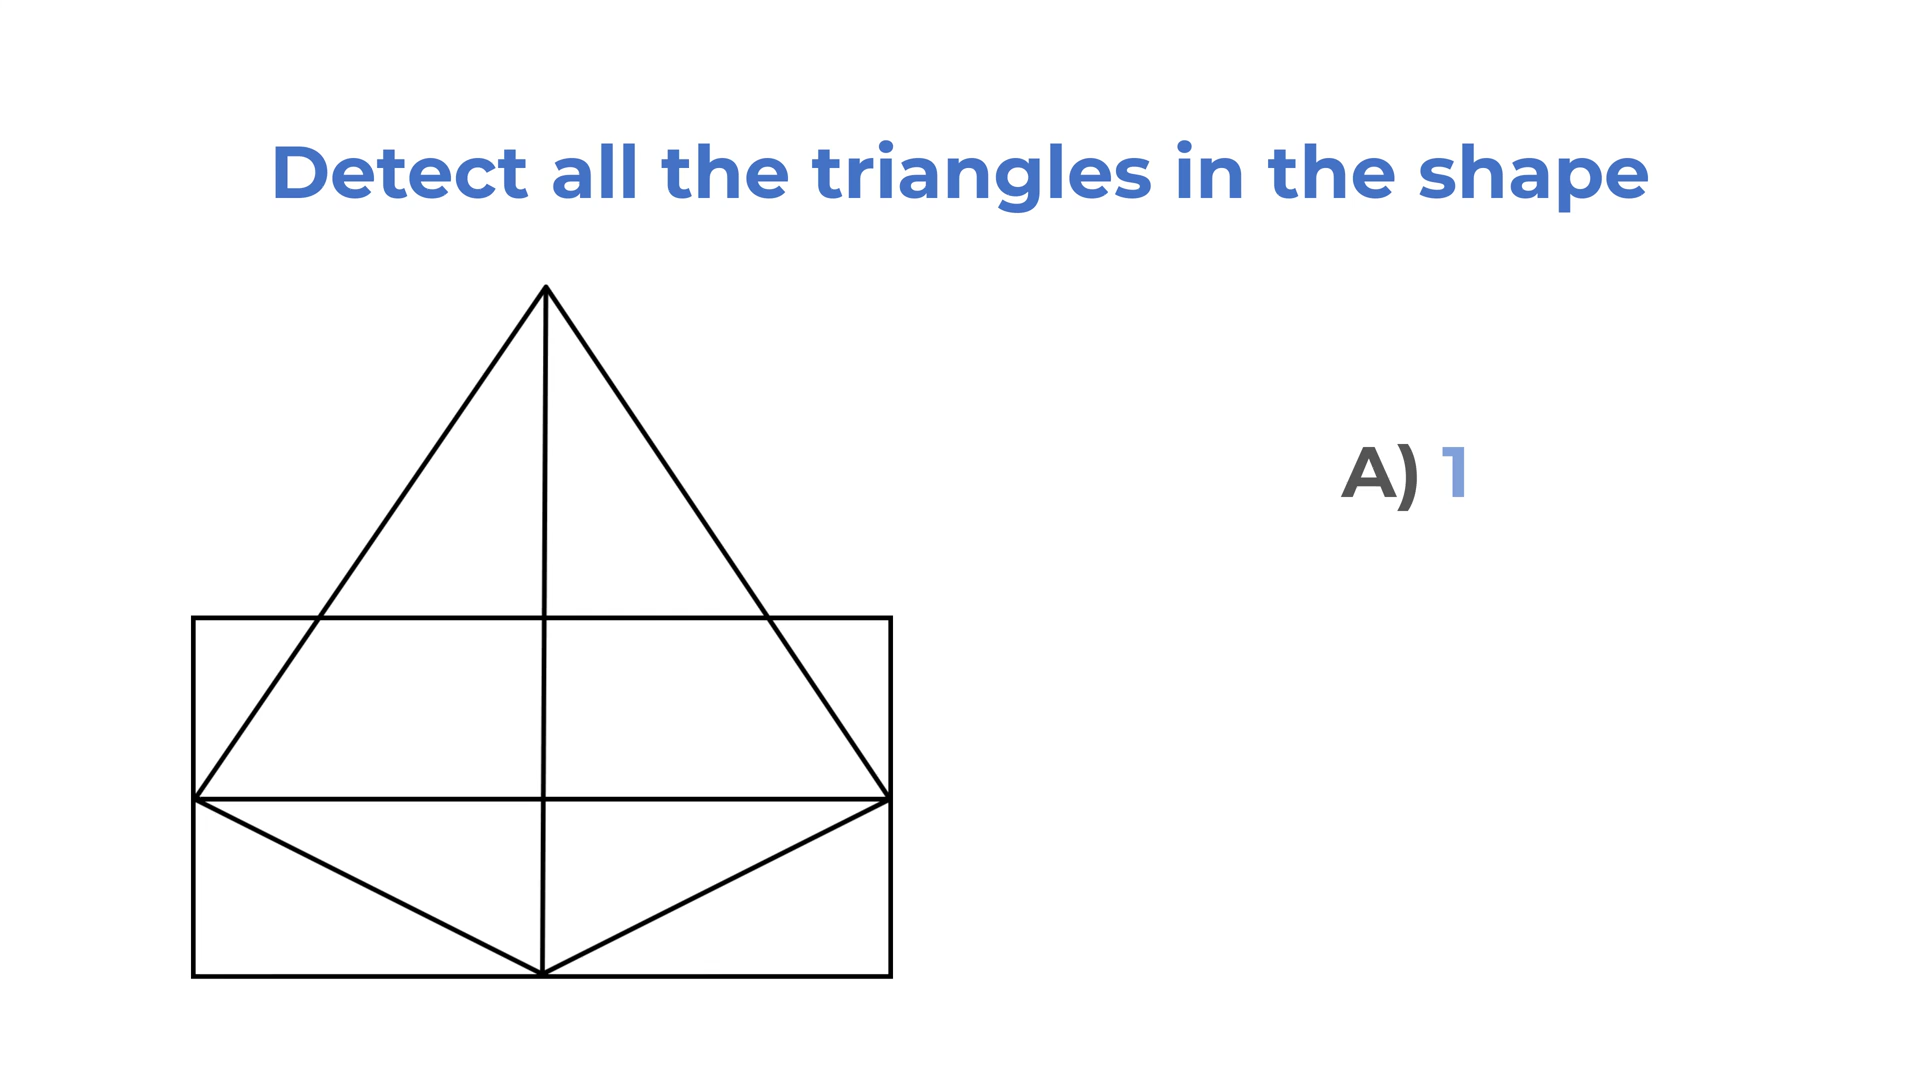 Detect all the triangles in the shape
A) 1